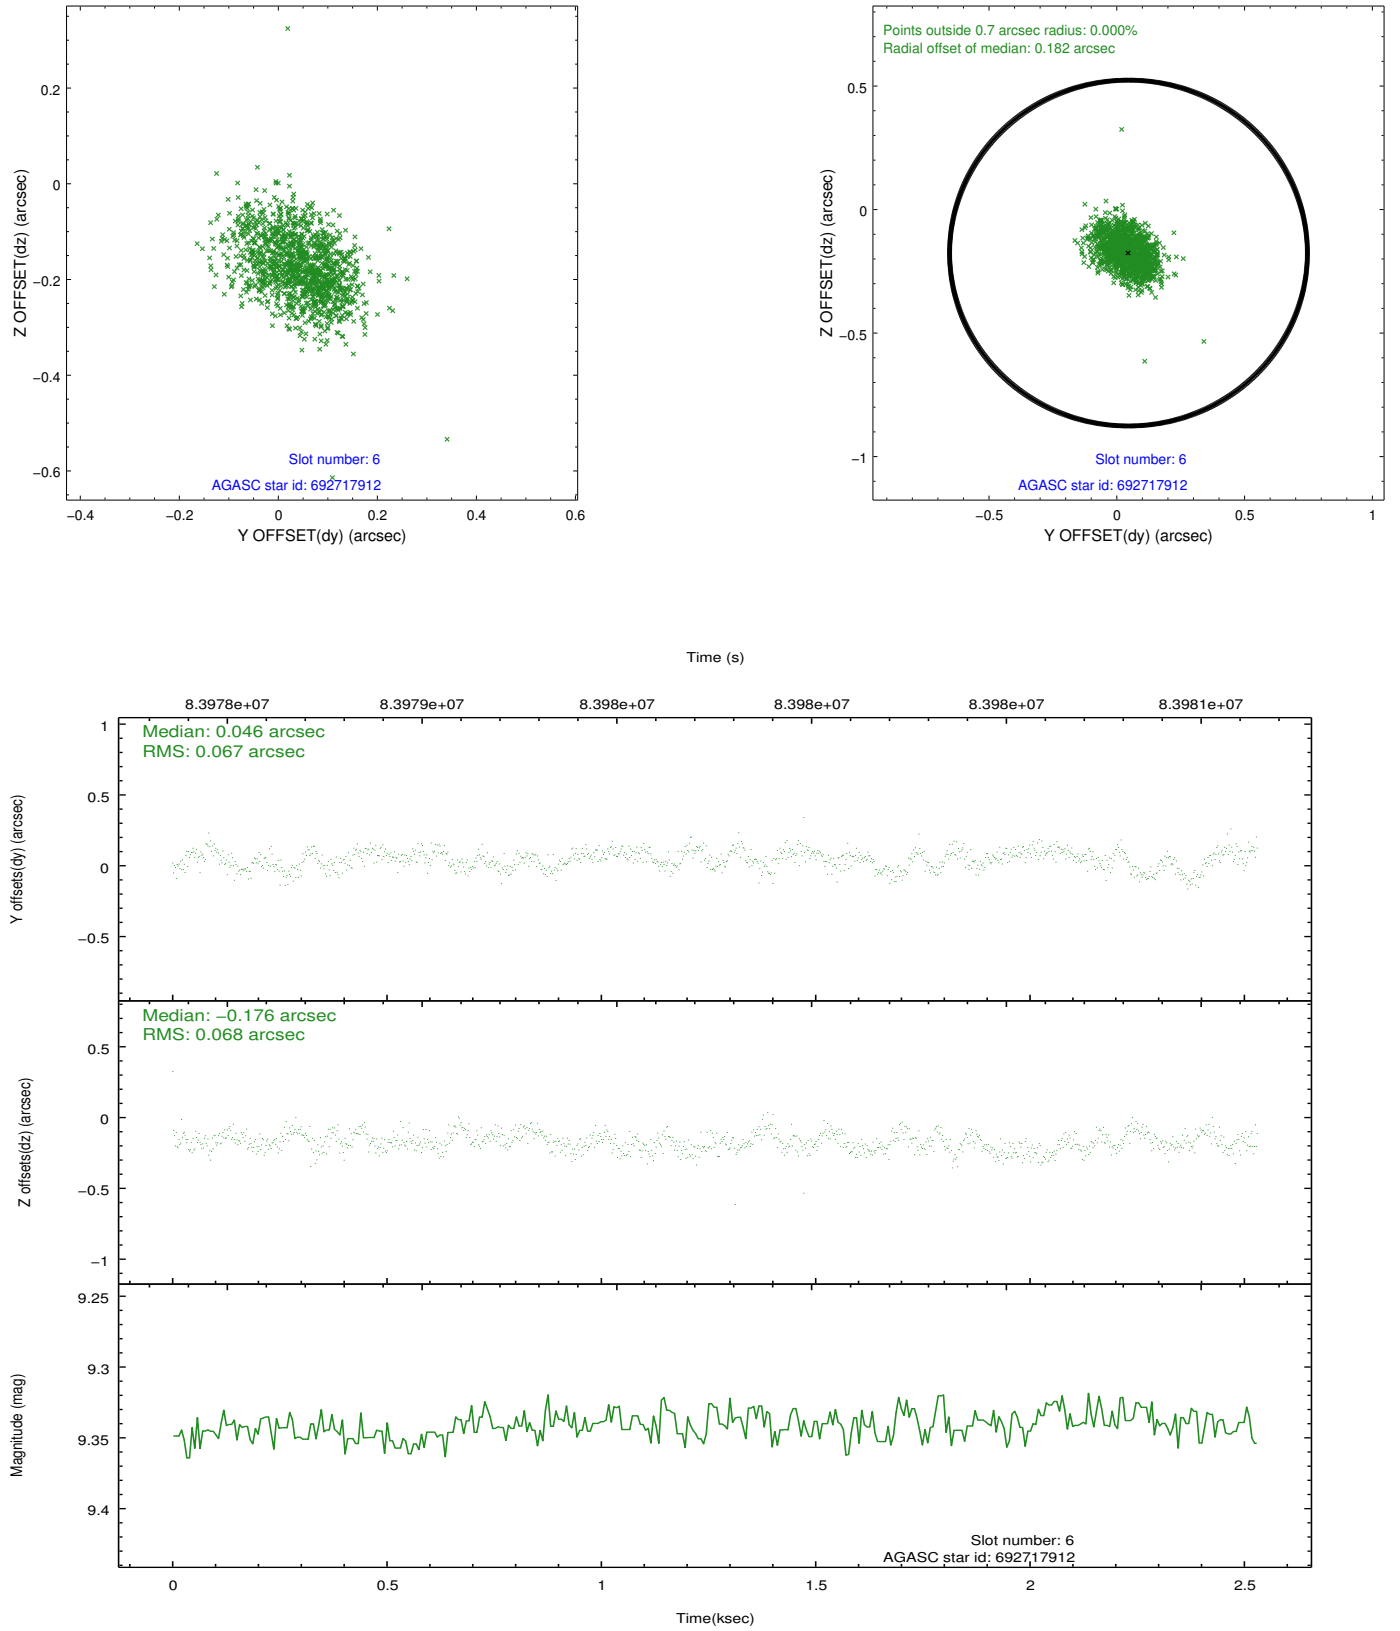 0.2
0
−0.2
−0.4
−0.6
Z OFFSET(dz) (arcsec)
Slot number: 6
AGASC star id: 692717912
−0.4
−0.2
0
0.2
0.4
0.6
Y OFFSET(dy) (arcsec)
Points outside 0.7 arcsec radius: 0.000%
Radial offset of median: 0.182 arcsec
0.5
0
−0.5
−1
Z OFFSET(dz) (arcsec)
Slot number: 6
AGASC star id: 692717912
−0.5
0
0.5
1
Y OFFSET(dy) (arcsec)
Time (s)
8.3978e+07
8.3979e+07
8.398e+07
8.398e+07
8.398e+07
8.3981e+07
Median: 0.046 arcsec
RMS: 0.067 arcsec
1
0.5
0
−0.5
Y offsets(dy) (arcsec)
Median: −0.176 arcsec
RMS: 0.068 arcsec
0.5
0
−0.5
−1
Z offsets(dz) (arcsec)
9.25
9.3
9.35
9.4
Magnitude (mag)
Slot number: 6
AGASC star id: 692717912
0
0.5
1
1.5
2
2.5
Time(ksec)